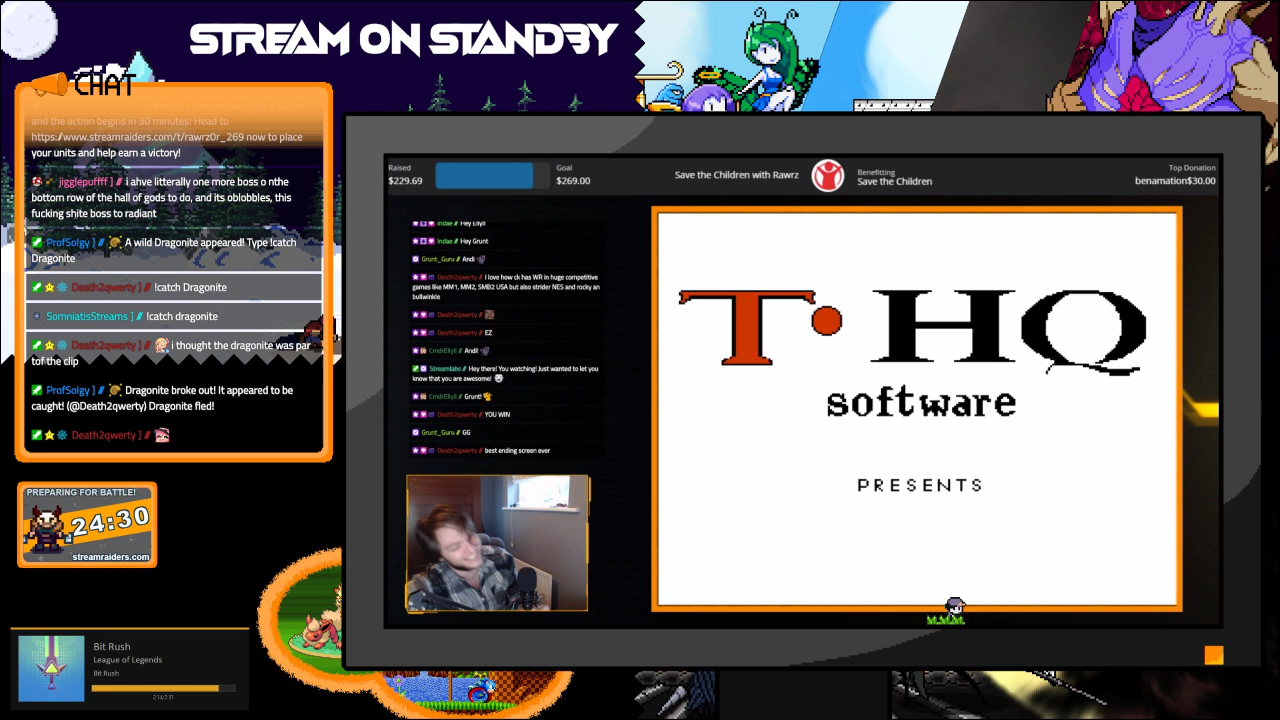 STREAM ON STANDBY
CHAT
and the action begins in 30 minutes! Head to
https://www.streamraiders.com/t/rawrz0r_269 now to place
your units and help earn a victory!
jigglepuffff ] // i ahve litterally one more boss o nthe
bottom row of the hall of gods to do, and its oblobbles, this
fucking shite boss to radiant
ProfSolgy ] // A wild Dragonite appeared! Type !catch
Dragonite
Death2qwerty ] // !catch Dragonite
SomniatisStreams ] // !catch dragonite
Death2qwerty ] // i thought the dragonite was par
tof the clip
ProfSolgy ] // Dragonite broke out! It appeared to be
caught! (@Death2qwerty) Dragonite fled!
Death2qwerty ] //
PREPARING FOR BATTLE!
24:30
streamraiders.com
Bit Rush
League of Legends
Bit Rush
2:14/2:31
Raised
$229.69
Goal
$269.00
Save the Children with Rawrz
Benefitting
Save the Children
Top Donation
benamation$30.00
Indae // Hey Ellyll
Indae // Hey Grunt
Grunt_Guru // Andi
Death2qwerty // I love how ck has WR in huge competitive
games like MM1, MM2, SMB2 USA but also strider NES and rocky an
bullwinkle
Death2qwerty //
Death2qwerty // EZ
CmdrEllyll // Andi!
Streamlabs // Hey there! You watching! Just wanted to let you
know that you are awesome!
CmdrEllyll // Grunt!
Death2qwerty // YOU WIN
Grunt_Guru // GG
Death2qwerty // best ending screen ever
T·HQ
software
PRESENTS